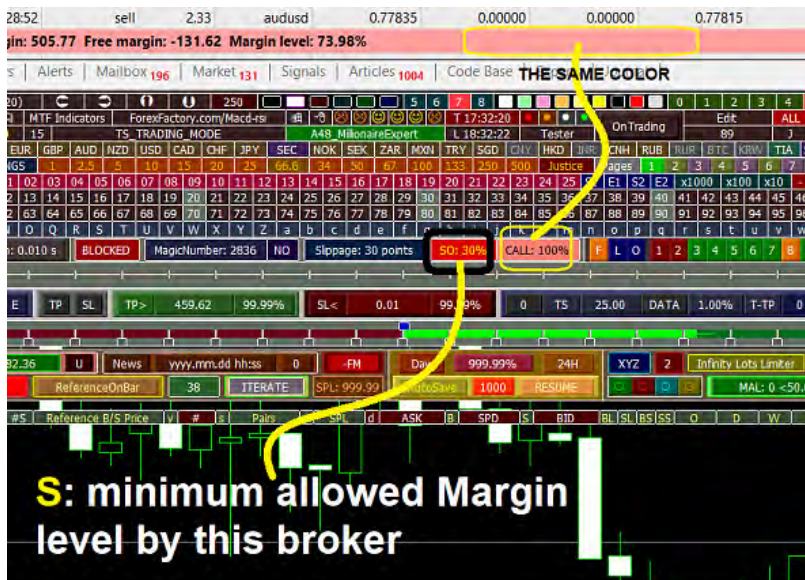 28:52 sell 2.33 audusd 0.77835 0.00000 0.00000 0.77815
gin: 505.77 Free margin: -131.62 Margin level: 73.98%
Alerts Mailbox 196 Market 131 Signals Articles 1004 Code Base
THE SAME COLOR
250 5 6 7 8 0 1 2 3 4
MTF Indicators ForexFactory.com/Macd-rsi T 17:32:20 OnTrading Edit ALL
15 TS_TRADING_MODE A48_MillionaireExpert L 18:32:22 Tester 89 J
EUR GBP AUD NZD USD CAD CHF JPY SEC NOK SEK ZAR MXN TRY SGD CNY HKD INR CNH RUB RUR BTC KRW TIA
NGS 1 2.5 5 10 15 20 25 66.6 34 50 67 100 133 250 500 Justice ages 1 2 3 4 5 6 7
1 02 03 04 05 06 07 08 09 10 11 12 13 14 15 16 17 18 19 20 21 22 23 24 25 E1 S2 E2 x1000 x100 x10
2 13 14 15 16 17 18 19 20 21 22 23 24 25 26 27 28 29 30 31 32 33 34 35 36 37 38 39 40 41 42 43 44 45 46
2 63 64 65 66 67 68 69 70 71 72 73 74 75 76 77 78 79 80 81 82 83 84 85 86 87 88 89 90 91 92 93 94 95
N O Q R S T U V W X Y Z a b c d e f n o p q r s t u v w
: 0.010 s BLOCKED MagicNumber: 2836 NO Slippage: 30 points SO: 30% CALL: 100% F L O 1 2 3 4 5 6 7 8
E TP SL TP> 459.62 99.99% SL< 0.01 99.99% 0 TS 25.00 DATA 1.00% T-TP 0
92.36 U News yyyy.mm.dd hh:ss 0 -FM Day 999.99% 24H XYZ 2 Infinity Lots Limiter
ReferenceOnBar 38 ITERATE SPL: 999.99 AutoSave 1000 RESUME MAL: 0 <50.
#S Reference B/S Price v # s Pairs SPL d ASK B SPD S BID BL SL BS SS O D W
S: minimum allowed Margin
level by this broker